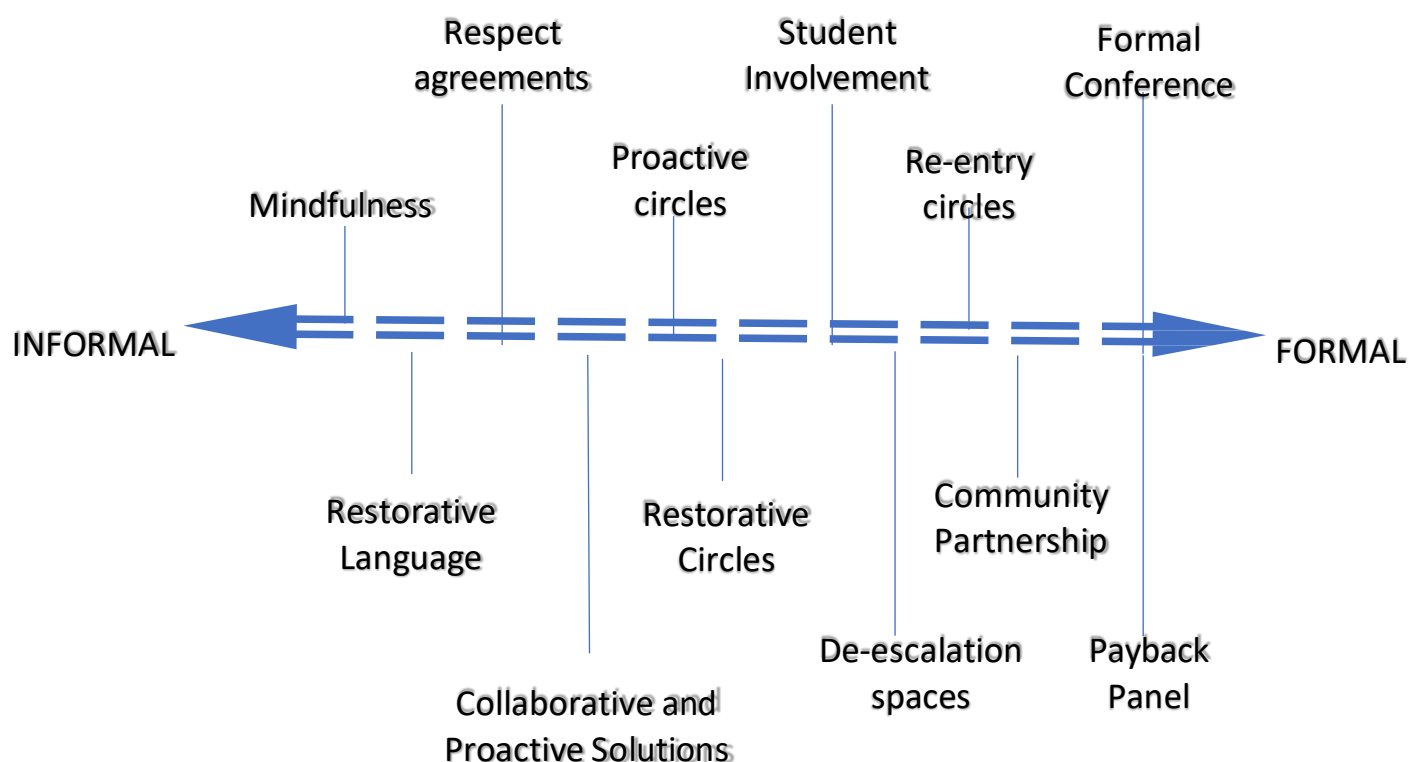 Respect
agreements
Student
Involvement
Formal
Conference
Proactive
circles
Re-entry
circles
Mindfulness
INFORMAL
FORMAL
Restorative
Language
Restorative
Circles
Community
Partnership
De-escalation
spaces
Payback
Panel
Collaborative and
Proactive Solutions